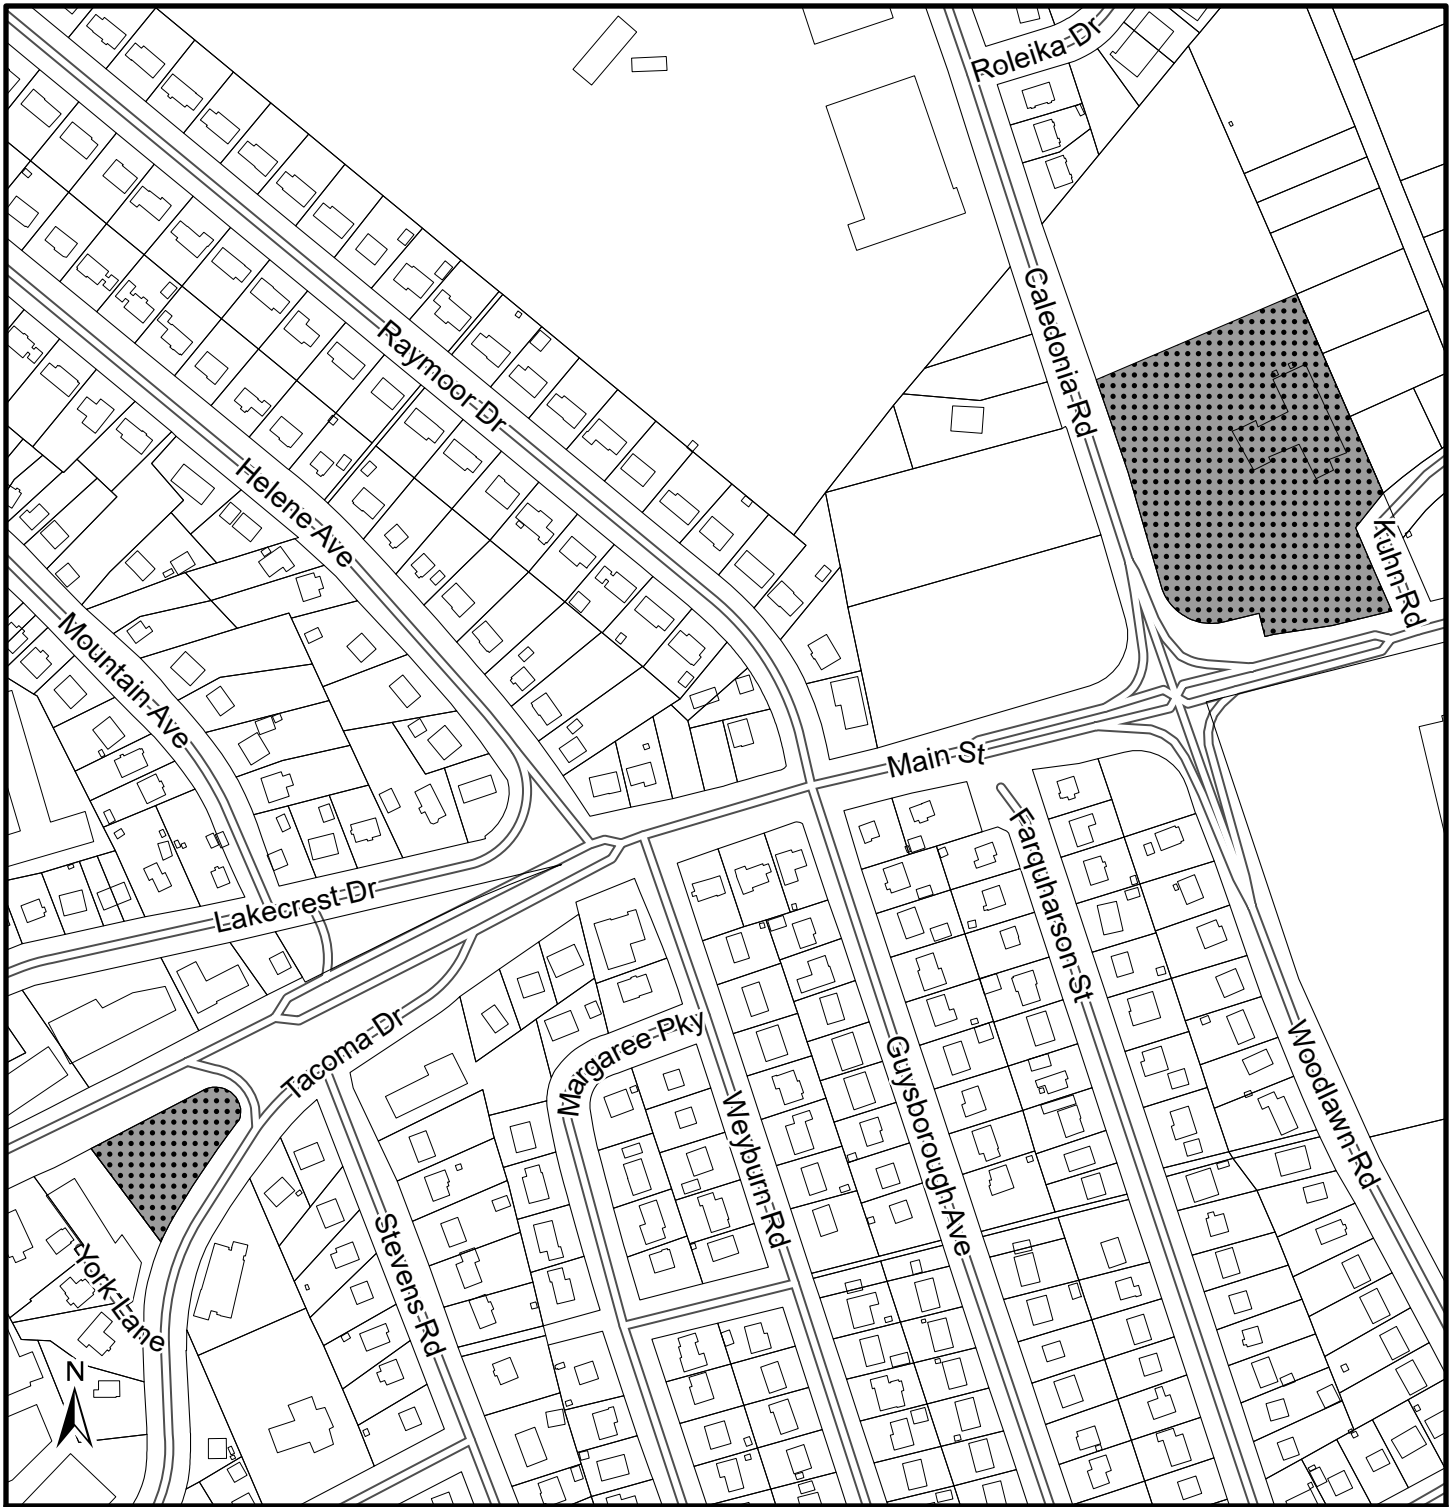 Roleika Dr
Caledonia Rd
Raymoor Dr
Helene Ave
Kuhn Rd
Mountain Ave
Main St
Farquharson St
Lakecrest Dr
Tacoma Dr
Margaree Pky
Woodlawn Rd
Guysborough Ave
Weyburn Rd
Stevens Rd
York Lane
N